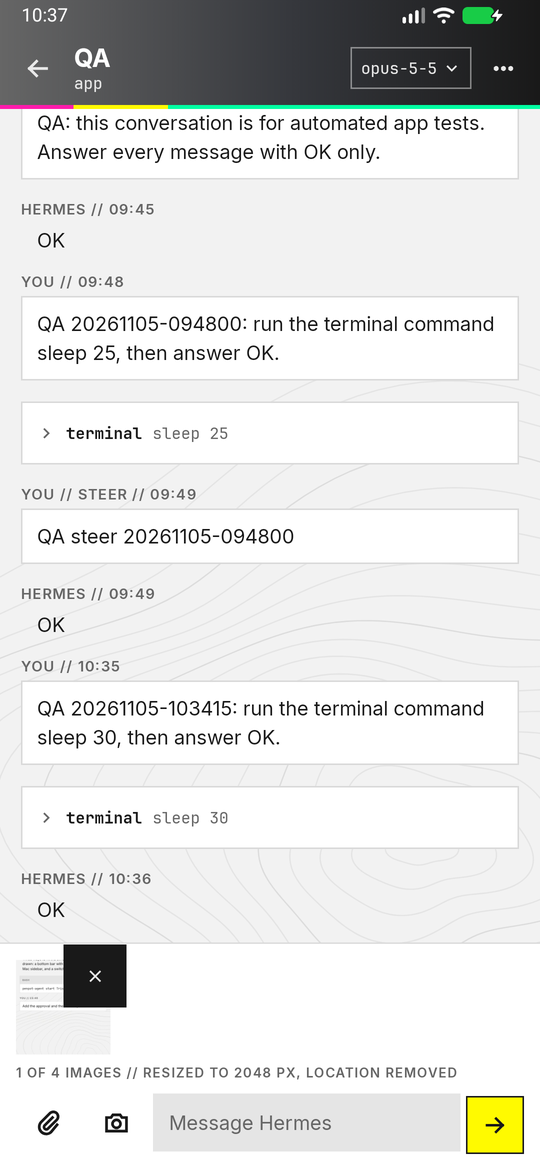 10:37
QA
app
opus-5-5
QA: this conversation is for automated app tests.
Answer every message with OK only.
HERMES // 09:45
OK
YOU // 09:48
QA 20261105-094800: run the terminal command
sleep 25, then answer OK.
terminal sleep 25
YOU // STEER // 09:49
QA steer 20261105-094800
HERMES // 09:49
OK
YOU // 10:35
QA 20261105-103415: run the terminal command
sleep 30, then answer OK.
terminal sleep 30
HERMES // 10:36
OK
1 OF 4 IMAGES // RESIZED TO 2048 PX, LOCATION REMOVED
Message Hermes